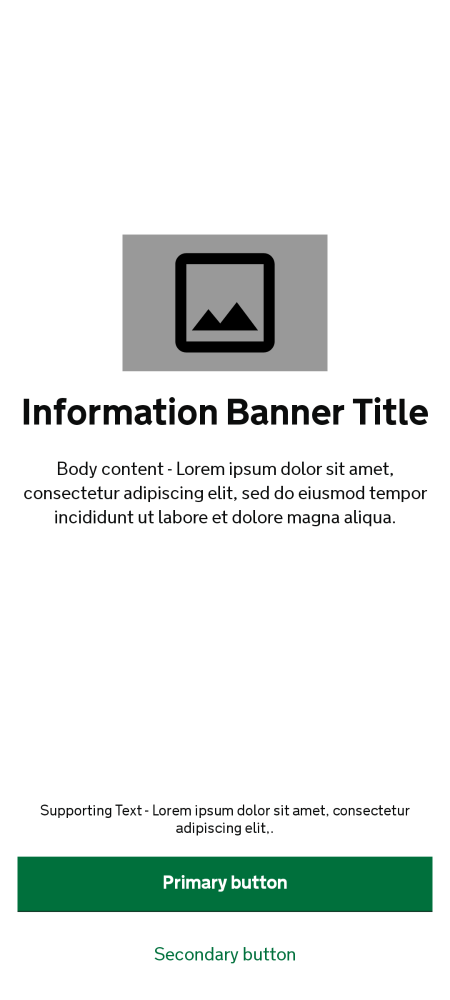 Information Banner Title
Body content - Lorem ipsum dolor sit amet,
consectetur adipiscing elit, sed do eiusmod tempor
incididunt ut labore et dolore magna aliqua.
Supporting Text - Lorem ipsum dolor sit amet, consectetur
adipiscing elit,.
Primary button
Secondary button